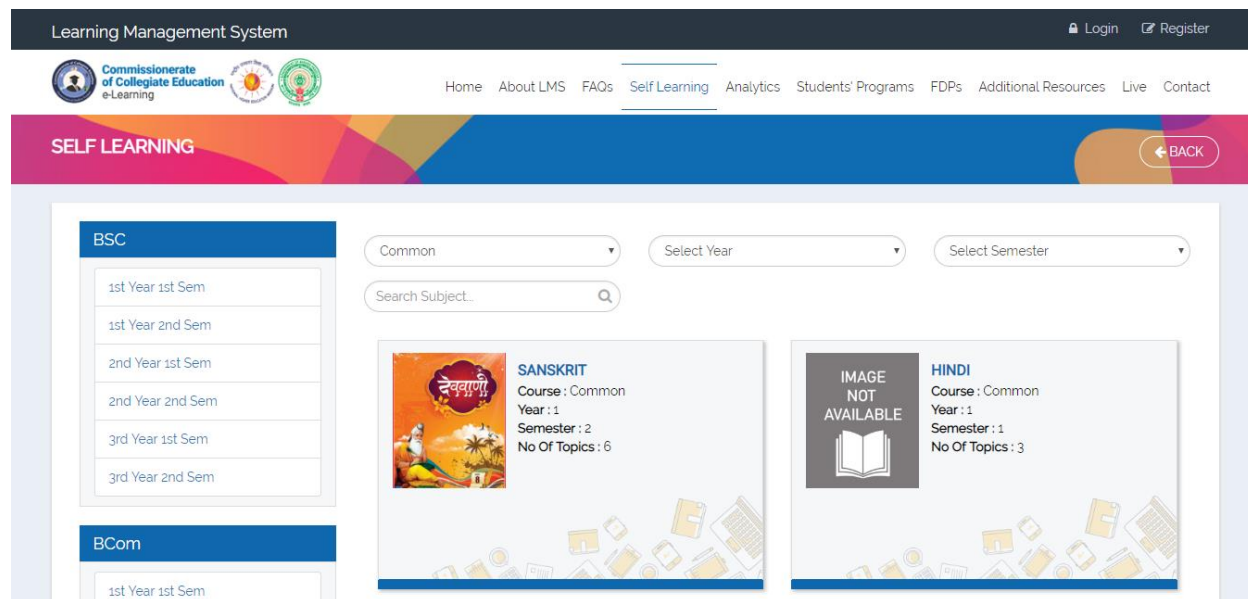 Learning Management System
Login
Register
Commissionerate
of Collegiate Education
e-Learning
Home
About LMS
FAQs
Self Learning
Analytics
Students' Programs
FDPs
Additional Resources
Live
Contact
SELF LEARNING
BACK
BSC
1st Year 1st Sem
1st Year 2nd Sem
2nd Year 1st Sem
2nd Year 2nd Sem
3rd Year 1st Sem
3rd Year 2nd Sem
BCom
1st Year 1st Sem
Common
Select Year
Select Semester
Search Subject...
देववाणी
SANSKRIT
Course : Common
Year : 1
Semester : 2
No Of Topics : 6
IMAGE
NOT
AVAILABLE
HINDI
Course : Common
Year : 1
Semester : 1
No Of Topics : 3